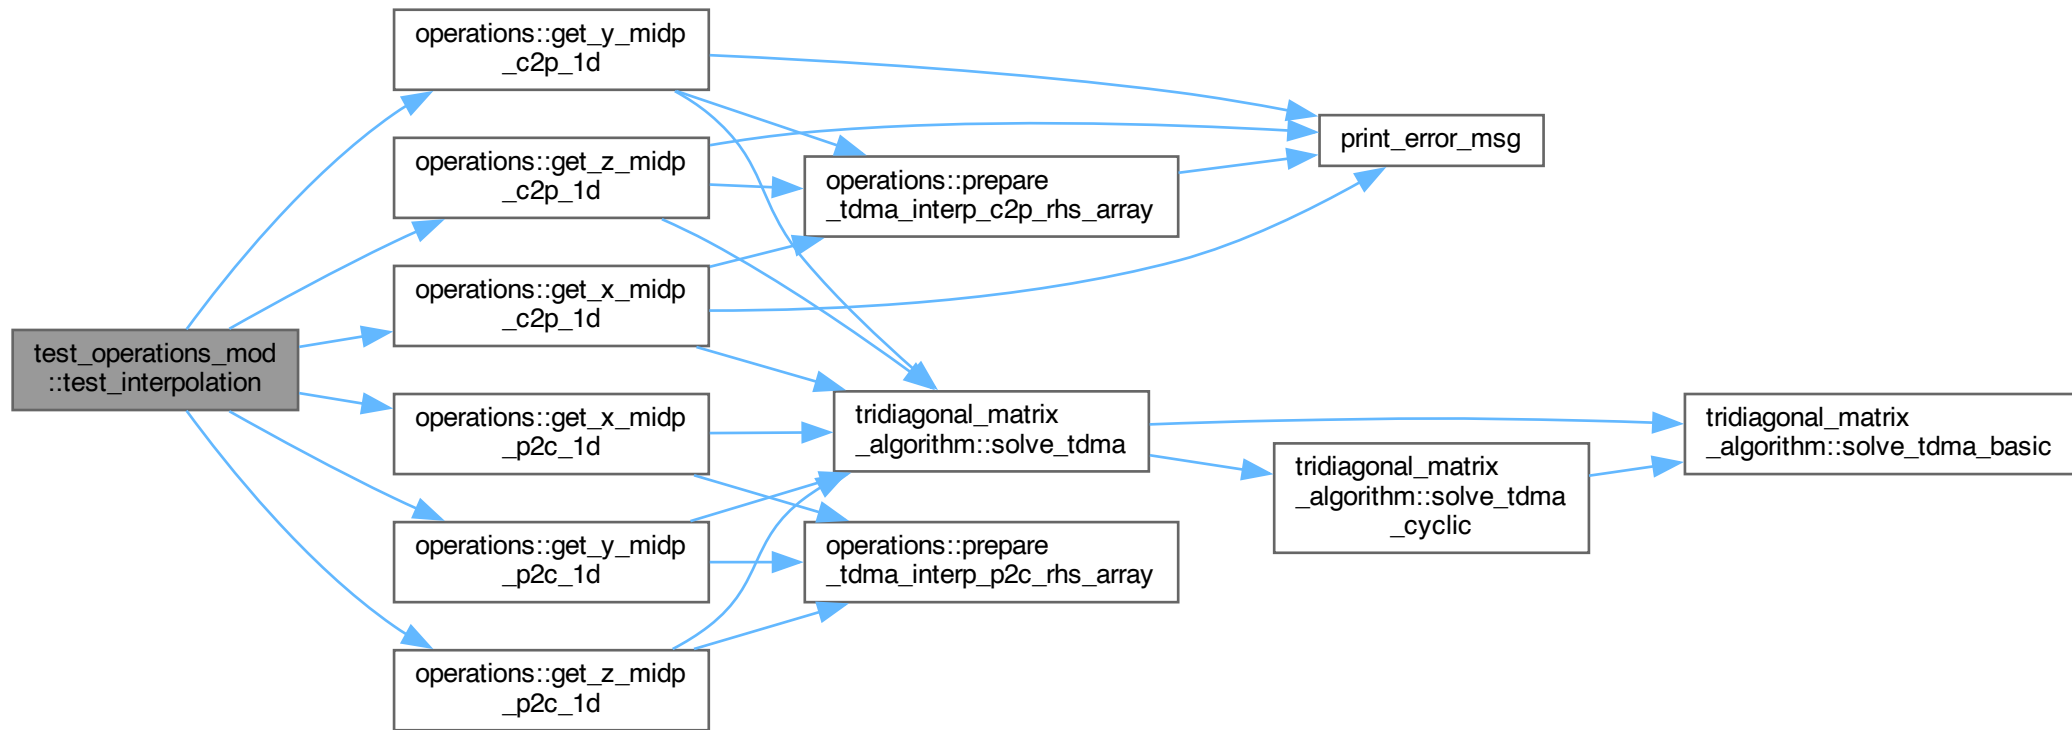 test_operations_mod
::test_interpolation
operations::get_y_midp
_c2p_1d
operations::get_z_midp
_c2p_1d
operations::get_x_midp
_c2p_1d
operations::get_x_midp
_p2c_1d
operations::get_y_midp
_p2c_1d
operations::get_z_midp
_p2c_1d
operations::prepare
_tdma_interp_c2p_rhs_array
tridiagonal_matrix
_algorithm::solve_tdma
operations::prepare
_tdma_interp_p2c_rhs_array
print_error_msg
tridiagonal_matrix
_algorithm::solve_tdma
_cyclic
tridiagonal_matrix
_algorithm::solve_tdma_basic